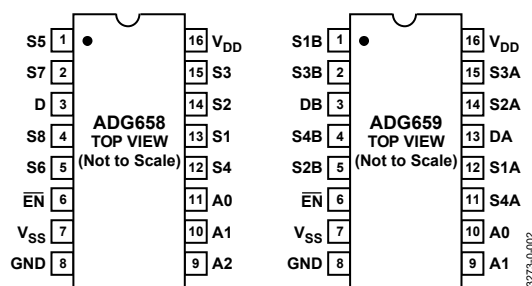 S5 1 16 VDD
S7 2 15 S3
D 3 14 S2
S8 4 13 S1
S6 5 12 S4
EN 6 11 A0
VSS 7 10 A1
GND 8 9 A2
ADG658
TOP VIEW
(Not to Scale)
S1B 1 16 VDD
S3B 2 15 S3A
DB 3 14 S2A
S4B 4 13 DA
S2B 5 12 S1A
EN 6 11 S4A
VSS 7 10 A0
GND 8 9 A1
ADG659
TOP VIEW
(Not to Scale)
3273-0-002